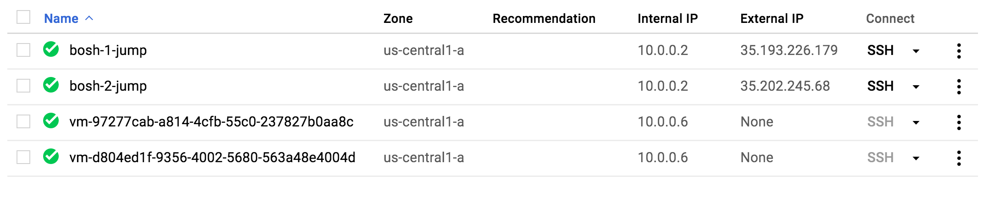 Name Zone Recommendation Internal IP External IP Connect
bosh-1-jump us-central1-a 10.0.0.2 35.193.226.179 SSH
bosh-2-jump us-central1-a 10.0.0.2 35.202.245.68 SSH
vm-97277cab-a814-4cfb-55c0-237827b0aa8c us-central1-a 10.0.0.6 None SSH
vm-d804ed1f-9356-4002-5680-563a48e4004d us-central1-a 10.0.0.6 None SSH